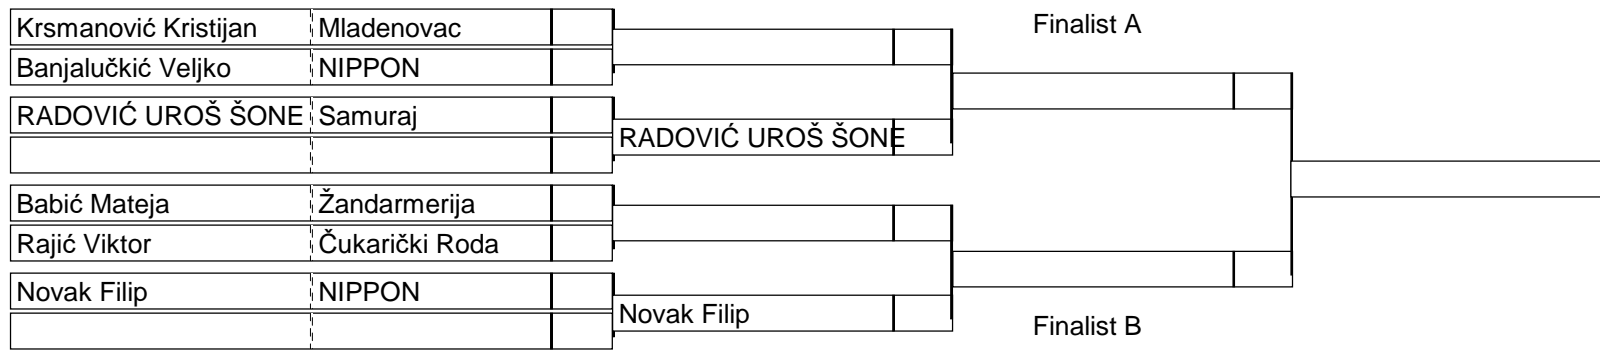 Krsmanović Kristijan Mladenovac
Banjalučkić Veljko NIPPON
RADOVIĆ UROŠ ŠONE Samuraj
Babić Mateja Žandarmerija
Rajić Viktor Čukarički Roda
Novak Filip NIPPON
RADOVIĆ UROŠ ŠONE
Novak Filip
Finalist A
Finalist B